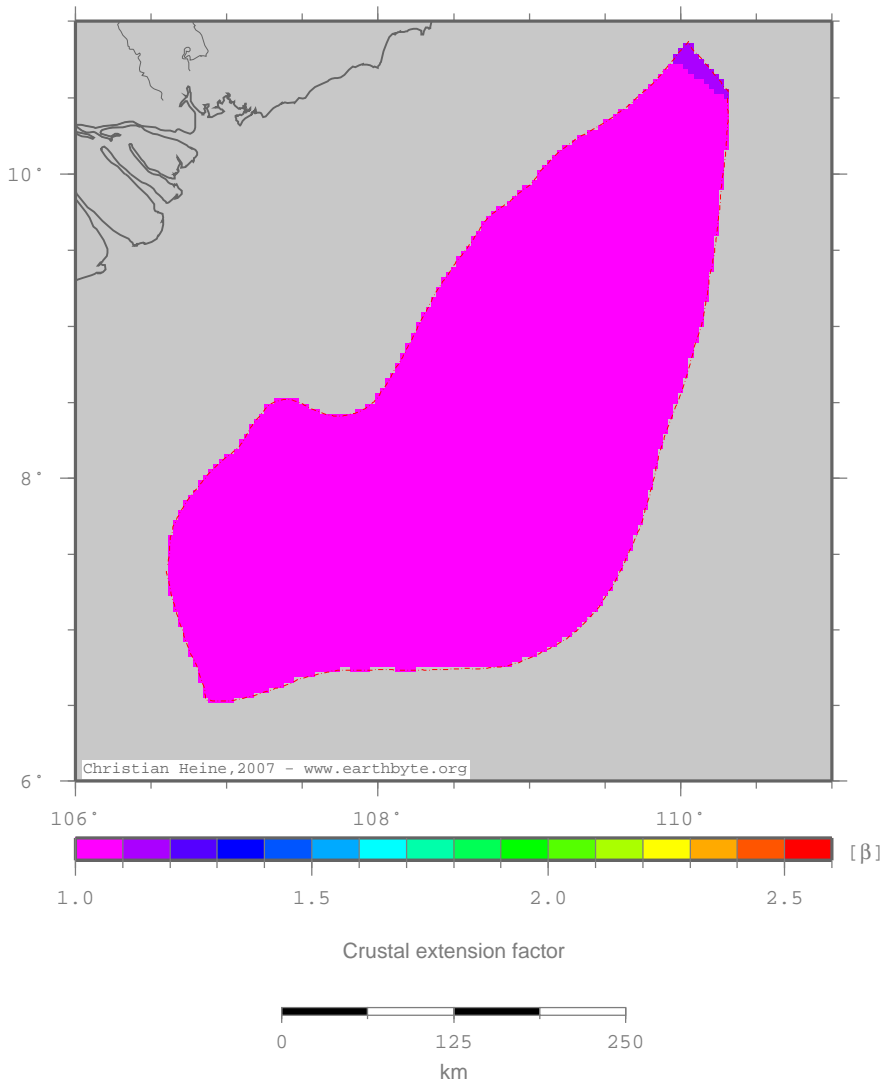 10°
8°
6°
Christian Heine,2007 - www.earthbyte.org
106° 108° 110°
[β]
1.0 1.5 2.0 2.5
Crustal extension factor
0 125 250
km